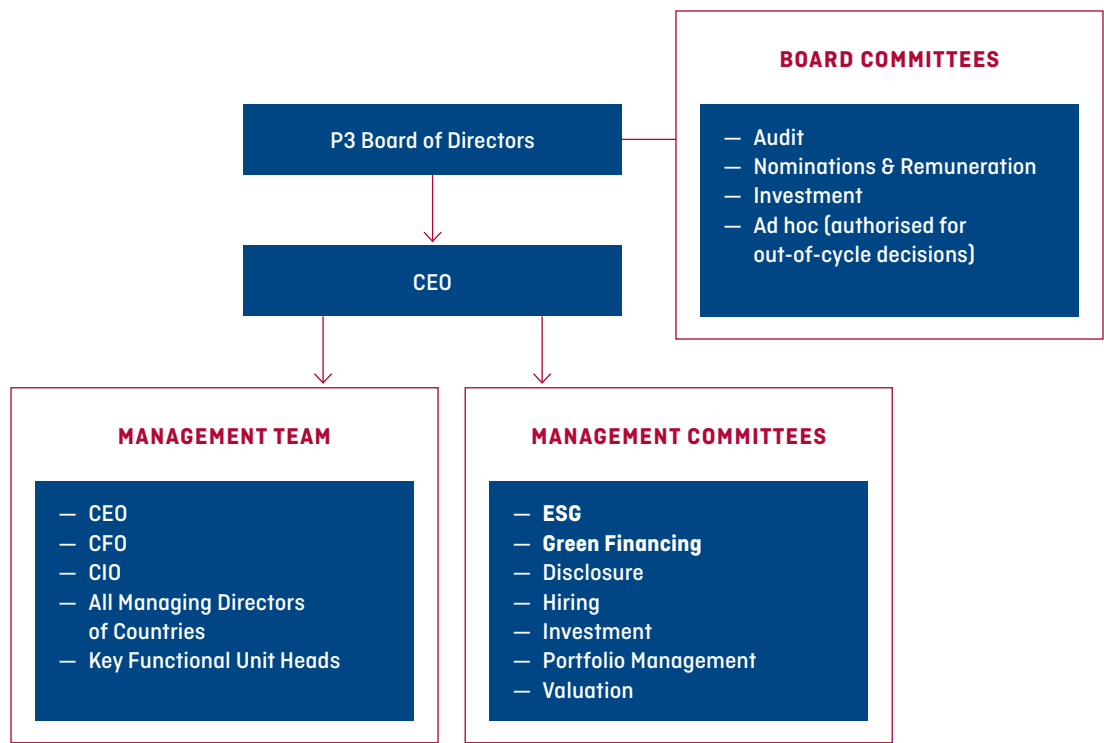 BOARD COMMITTEES
P3 Board of Directors
— Audit
— Nominations & Remuneration
— Investment
— Ad hoc (authorised for
out-of-cycle decisions)
CEO
MANAGEMENT TEAM
— CEO
— CFO
— CIO
— All Managing Directors
of Countries
— Key Functional Unit Heads
MANAGEMENT COMMITTEES
— ESG
— Green Financing
— Disclosure
— Hiring
— Investment
— Portfolio Management
— Valuation